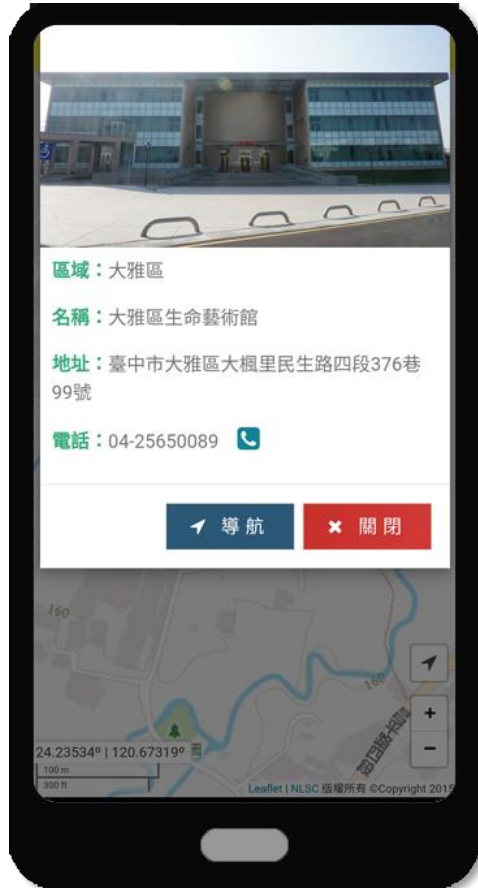 區域：大雅區
名稱：大雅區生命藝術館
地址：臺中市大雅區大楓里民生路四段376巷
99號
電話：04-25650089
導航
關閉
160
160
+
−
24.23534º | 120.67319º
100 m
300 ft
Leaflet | NLSC 版權所有 ©Copyright 2015